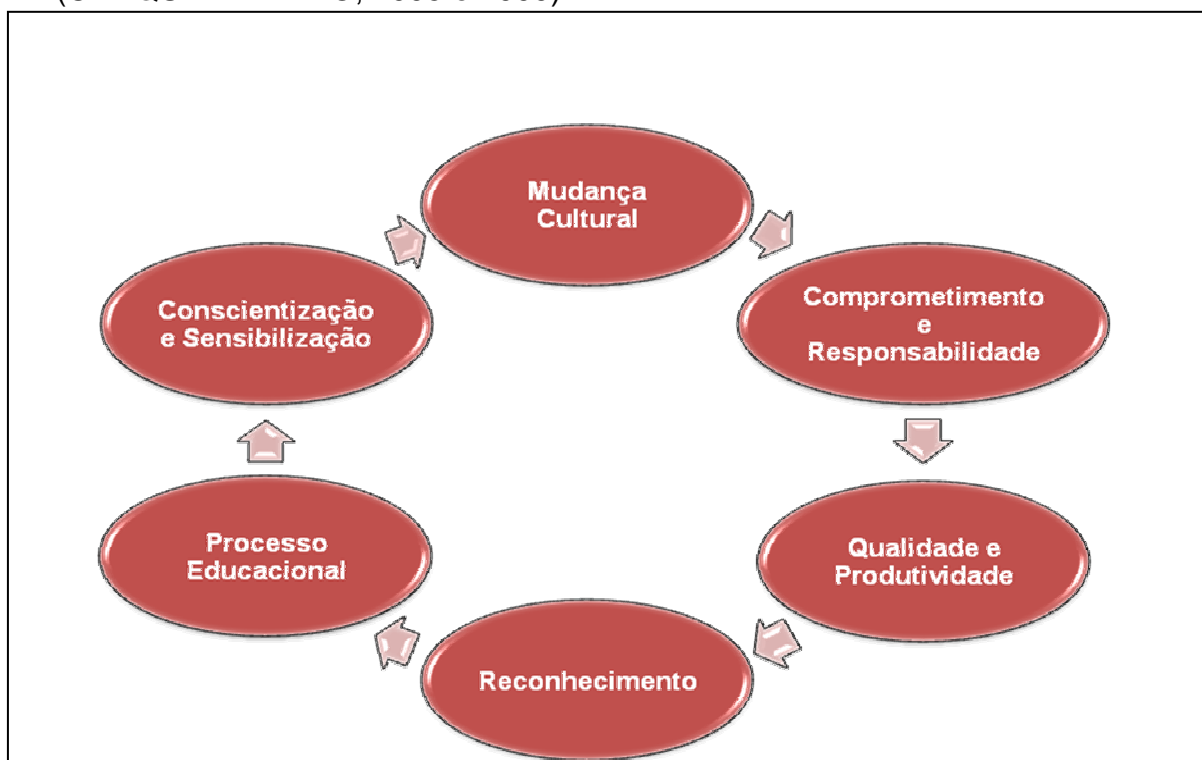 Mudança
Cultural
Comprometimento
e
Responsabilidade
Qualidade e
Produtividade
Reconhecimento
Processo
Educacional
Conscientização
e Sensibilização